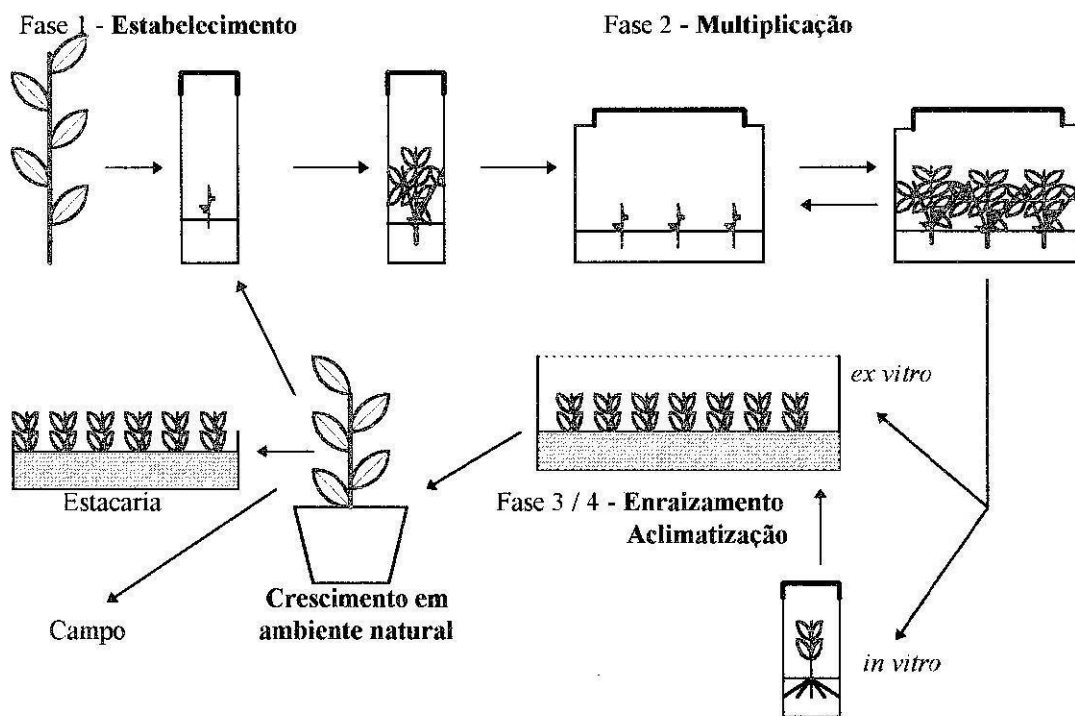 Fase 1 - Estabelecimento
Fase 2 - Multiplicação
ex vitro
Estacaria
Fase 3 / 4 - Enraizamento
Aclimatização
Crescimento em
ambiente natural
Campo
in vitro